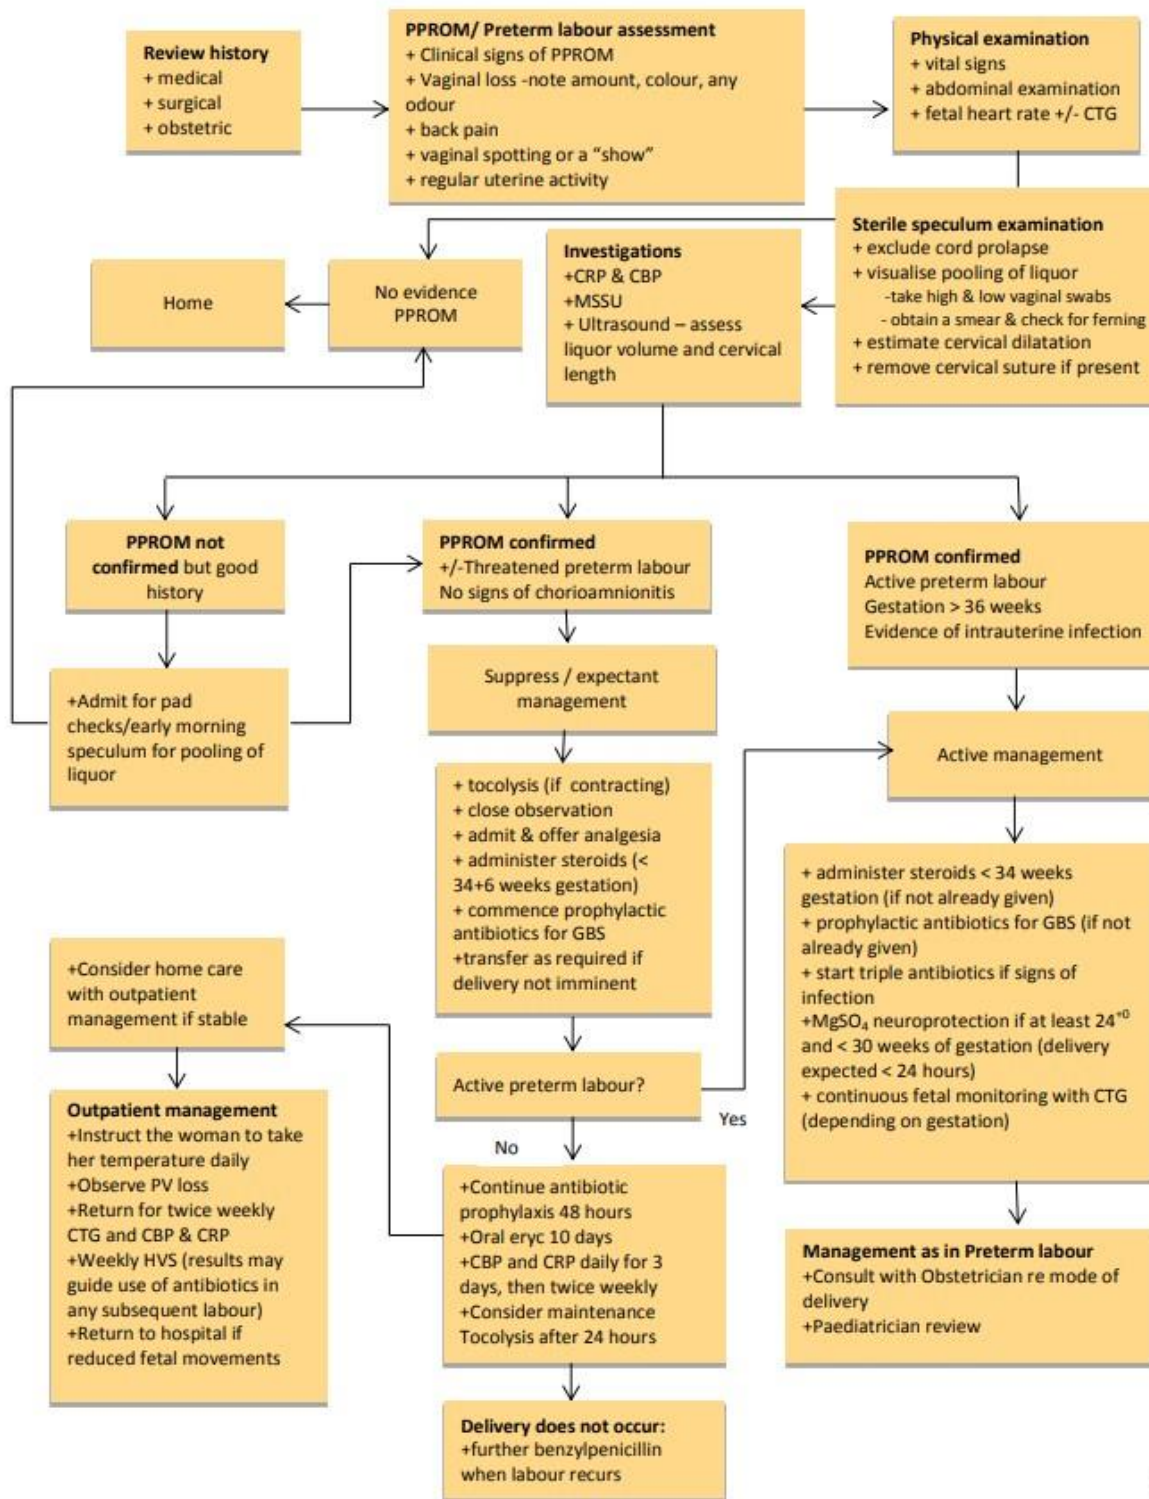 Review history
+ medical
+ surgical
+ obstetric
PPROM/ Preterm labour assessment
+ Clinical signs of PPROM
+ Vaginal loss -note amount, colour, any
odour
+ back pain
+ vaginal spotting or a “show”
+ regular uterine activity
Physical examination
+ vital signs
+ abdominal examination
+ fetal heart rate +/- CTG
Sterile speculum examination
+ exclude cord prolapse
+ visualise pooling of liquor
-take high & low vaginal swabs
- obtain a smear & check for ferning
+ estimate cervical dilatation
+ remove cervical suture if present
Investigations
+CRP & CBP
+MSSU
+ Ultrasound – assess
liquor volume and cervical
length
No evidence
PPROM
Home
PPROM not
confirmed but good
history
PPROM confirmed
+/-Threatened preterm labour
No signs of chorioamnionitis
PPROM confirmed
Active preterm labour
Gestation > 36 weeks
Evidence of intrauterine infection
+Admit for pad
checks/early morning
speculum for pooling of
liquor
Suppress / expectant
management
Active management
+ tocolysis (if contracting)
+ close observation
+ admit & offer analgesia
+ administer steroids (<
34+6 weeks gestation)
+ commence prophylactic
antibiotics for GBS
+transfer as required if
delivery not imminent
+ administer steroids < 34 weeks
gestation (if not already given)
+ prophylactic antibiotics for GBS (if not
already given)
+ start triple antibiotics if signs of
infection
+MgSO₄ neuroprotection if at least 24⁺⁰
and < 30 weeks of gestation (delivery
expected < 24 hours)
+ continuous fetal monitoring with CTG
(depending on gestation)
+Consider home care
with outpatient
management if stable
Active preterm labour?
Yes
No
Outpatient management
+Instruct the woman to take
her temperature daily
+Observe PV loss
+Return for twice weekly
CTG and CBP & CRP
+Weekly HVS (results may
guide use of antibiotics in
any subsequent labour)
+Return to hospital if
reduced fetal movements
+Continue antibiotic
prophylaxis 48 hours
+Oral eryc 10 days
+CBP and CRP daily for 3
days, then twice weekly
+Consider maintenance
Tocolysis after 24 hours
Management as in Preterm labour
+Consult with Obstetrician re mode of
delivery
+Paediatrician review
Delivery does not occur:
+further benzylpenicillin
when labour recurs